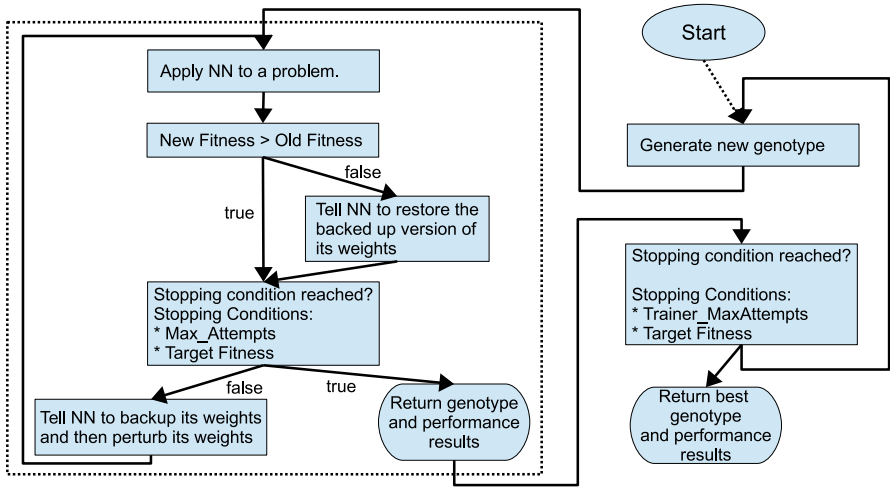 Start
Generate new genotype
Apply NN to a problem.
New Fitness > Old Fitness
false
true
Tell NN to restore the
backed up version of
its weights
Stopping condition reached?
Stopping Conditions:
* Max_Attempts
* Target Fitness
false
true
Tell NN to backup its weights
and then perturb its weights
Return genotype
and performance
results
Stopping condition reached?
Stopping Conditions:
* Trainer_MaxAttempts
* Target Fitness
Return best
genotype
and performance
results